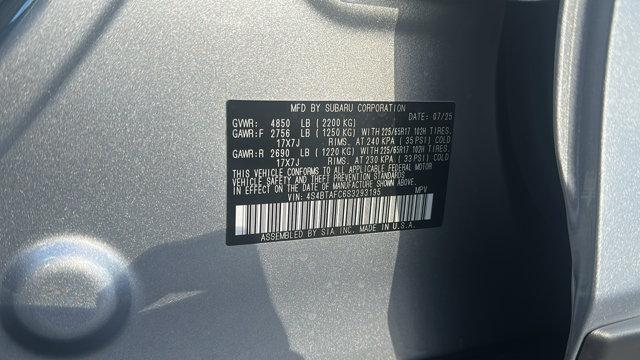 MFD BY SUBARU CORPORATION
GVWR: 4850 LB (2200 KG) DATE: 07/25
GAWR:F 2756 LB (1250 KG) WITH 225/65R17 102H TIRES.
17X7J RIMS. AT 240 KPA (35 PSI) COLD
GAWR:R 2690 LB (1220 KG) WITH 225/65R17 102H TIRES.
17X7J RIMS. AT 230 KPA (33 PSI) COLD
THIS VEHICLE CONFORMS TO ALL APPLICABLE FEDERAL MOTOR
VEHICLE SAFETY AND THEFT PREVENTION STANDARDS
IN EFFECT ON THE DATE OF MANUFACTURE SHOWN ABOVE.
VIN: 4S4BTAFC6S3293195 MPV
ASSEMBLED BY SIA INC. MADE IN U.S.A.